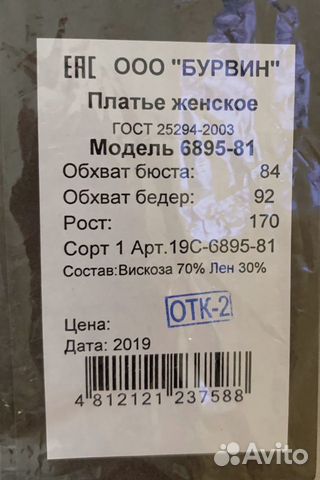 ЕАС ООО "БУРВИН"
Платье женское
ГОСТ 25294-2003
Модель 6895-81
Обхват бюста: 84
Обхват бедер: 92
Рост: 170
Сорт 1 Арт.19С-6895-81
Состав:Вискоза 70% Лен 30%
ОТК-2
Цена:
Дата: 2019
4 812121 237588
Avito